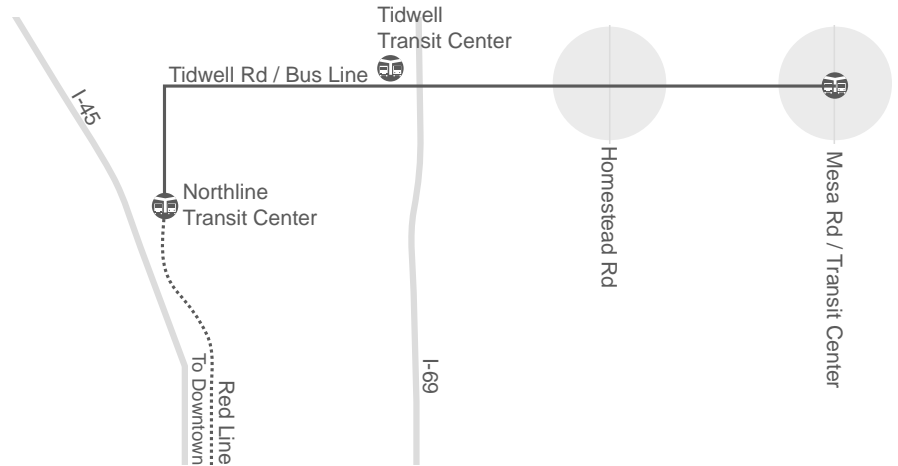 Tidwell
Transit Center
Tidwell Rd / Bus Line
I-45
Northline
Transit Center
Homestead Rd
Mesa Rd / Transit Center
I-69
Red Line
To Downtown